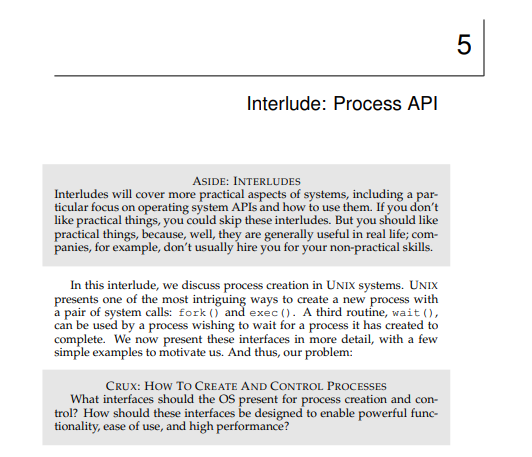 5
Interlude: Process API
ASIDE: INTERLUDES
Interludes will cover more practical aspects of systems, including a par-
ticular focus on operating system APIs and how to use them. If you don't
like practical things, you could skip these interludes. But you should like
practical things, because, well, they are generally useful in real life; com-
panies, for example, don't usually hire you for your non-practical skills.
In this interlude, we discuss process creation in UNIX systems. UNIX
presents one of the most intriguing ways to create a new process with
a pair of system calls: fork() and exec(). A third routine, wait(),
can be used by a process wishing to wait for a process it has created to
complete. We now present these interfaces in more detail, with a few
simple examples to motivate us. And thus, our problem:
CRUX: HOW TO CREATE AND CONTROL PROCESSES
What interfaces should the OS present for process creation and con-
trol? How should these interfaces be designed to enable powerful func-
tionality, ease of use, and high performance?